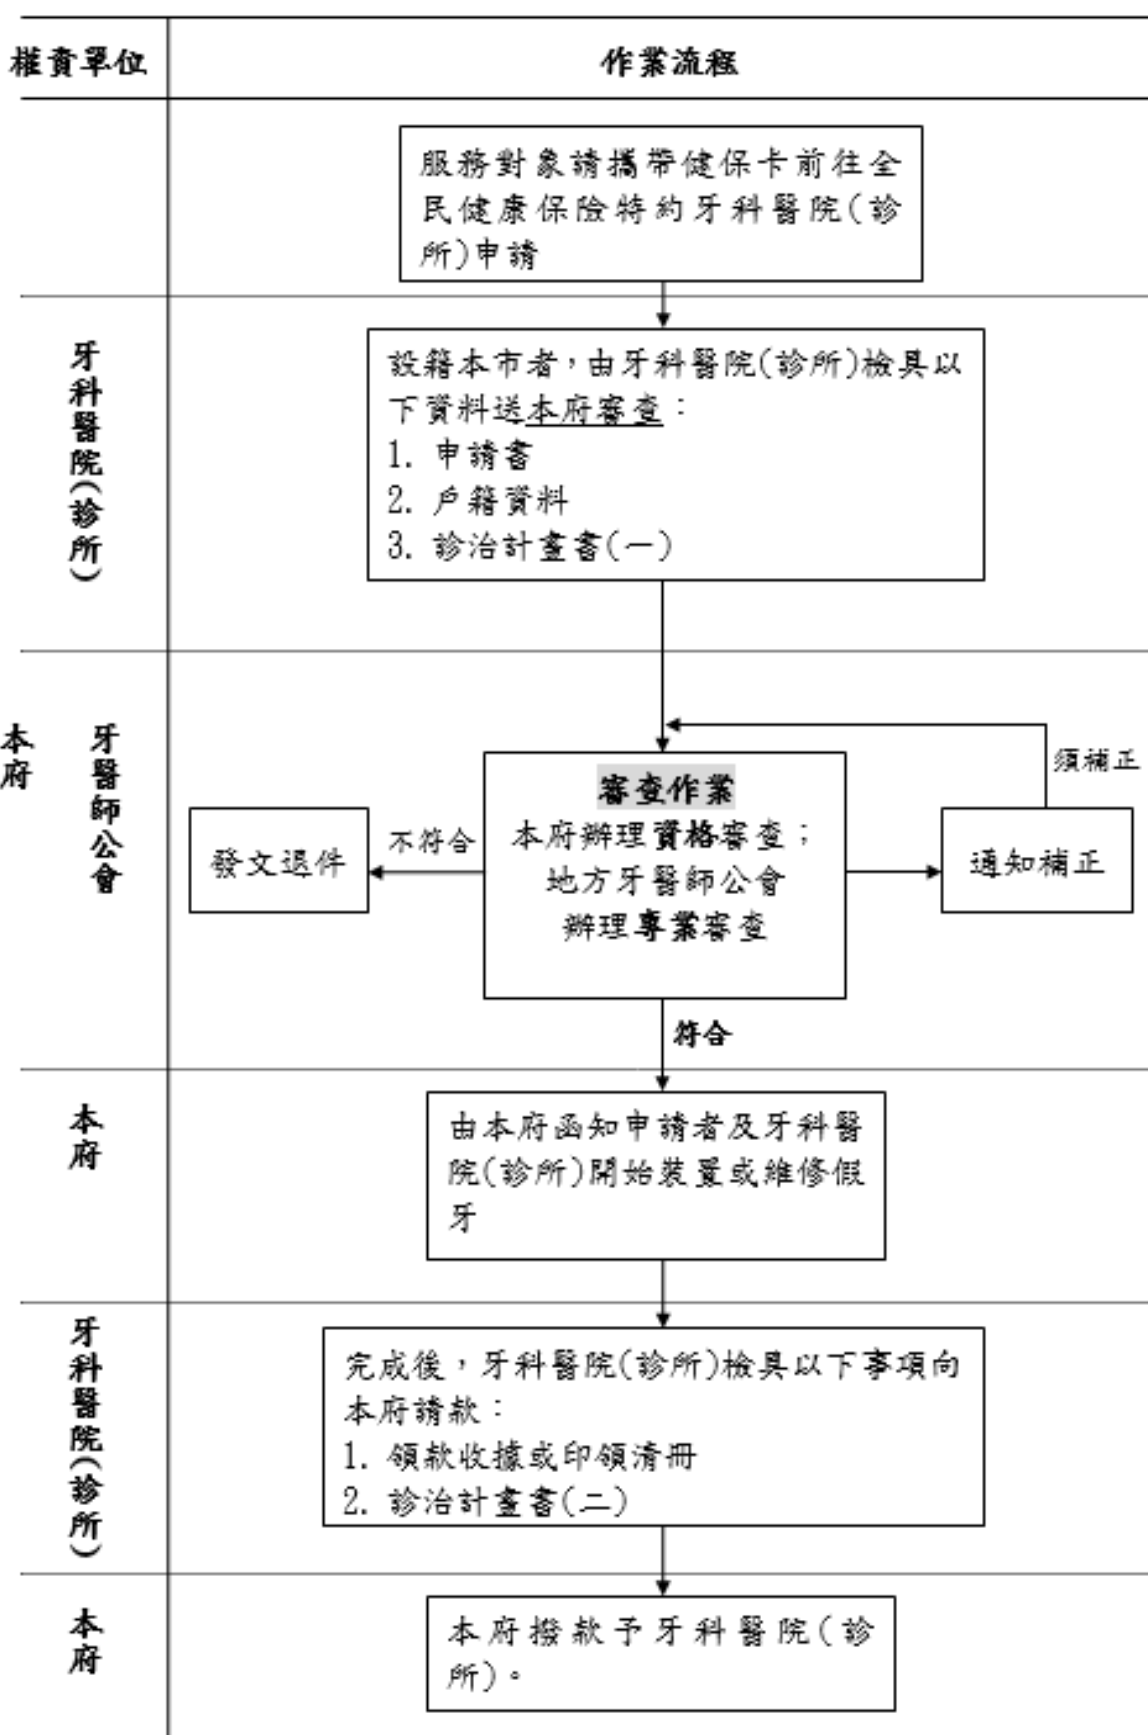 權責單位
作業流程
服務對象請攜帶健保卡前往全
民健康保險特約牙科醫院(診
所)申請
牙科醫院(診所)
設籍本市者，由牙科醫院(診所)檢具以
下資料送本府審查：
1. 申請書
2. 戶籍資料
3. 診治計畫書(一)
本府
牙醫師公會
須補正
審查作業
本府辦理資格審查；
地方牙醫師公會
辦理專業審查
不符合
發文退件
通知補正
符合
本府
由本府函知申請者及牙科醫
院(診所)開始裝置或維修假
牙
牙科醫院(診所)
完成後，牙科醫院(診所)檢具以下事項向
本府請款：
1. 領款收據或印領清冊
2. 診治計畫書(二)
本府
本府撥款予牙科醫院(診
所)。